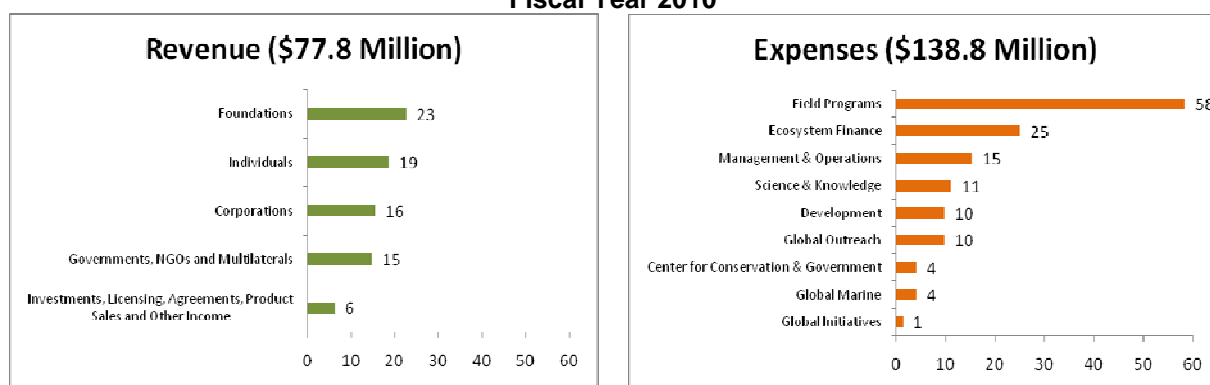 Fiscal Year 2010
Revenue ($77.8 Million)
Foundations
23
Individuals
19
Corporations
16
Governments, NGOs and Multilaterals
15
Investments, Licensing, Agreements, Product
Sales and Other Income
6
0 10 20 30 40 50 60
Expenses ($138.8 Million)
Field Programs
58
Ecosystem Finance
25
Management & Operations
15
Science & Knowledge
11
Development
10
Global Outreach
10
Center for Conservation & Government
4
Global Marine
4
Global Initiatives
1
0 10 20 30 40 50 60